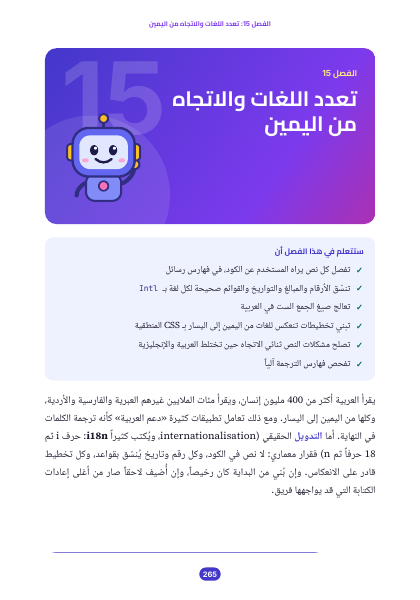 الفصل 15: تعدد اللغات والاتجاه من اليمين
15
الفصل 15
تعدد اللغات والاتجاه
من اليمين
ستتعلم في هذا الفصل أن
✓ تفصل كل نص يراه المستخدم عن الكود، في فهارس رسائل
✓ تنسّق الأرقام والمبالغ والتواريخ والقوائم صحيحة لكل لغة بـ Intl
✓ تعالج صيغ الجمع الست في العربية
✓ تبني تخطيطات تنعكس للغات من اليمين إلى اليسار بـ CSS المنطقية
✓ تصلح مشكلات النص ثنائي الاتجاه حين تختلط العربية والإنجليزية
✓ تفحص فهارس الترجمة آلياً
يقرأ العربية أكثر من 400 مليون إنسان، ويقرأ مئات الملايين غيرهم العبرية والفارسية والأردية،
وكلها من اليمين إلى اليسار. ومع ذلك تعامل تطبيقات كثيرة «دعم العربية» كأنه ترجمة الكلمات
في النهاية. أما التدويل الحقيقي (internationalisation، ويُكتب كثيراً i18n: حرف i ثم
18 حرفاً ثم n) فقرار معماري: لا نص في الكود، وكل رقم وتاريخ يُنسّق بقواعد، وكل تخطيط
قادر على الانعكاس. وإن بُني من البداية كان رخيصاً، وإن أُضيف لاحقاً صار من أغلى إعادات
الكتابة التي قد يواجهها فريق.
265